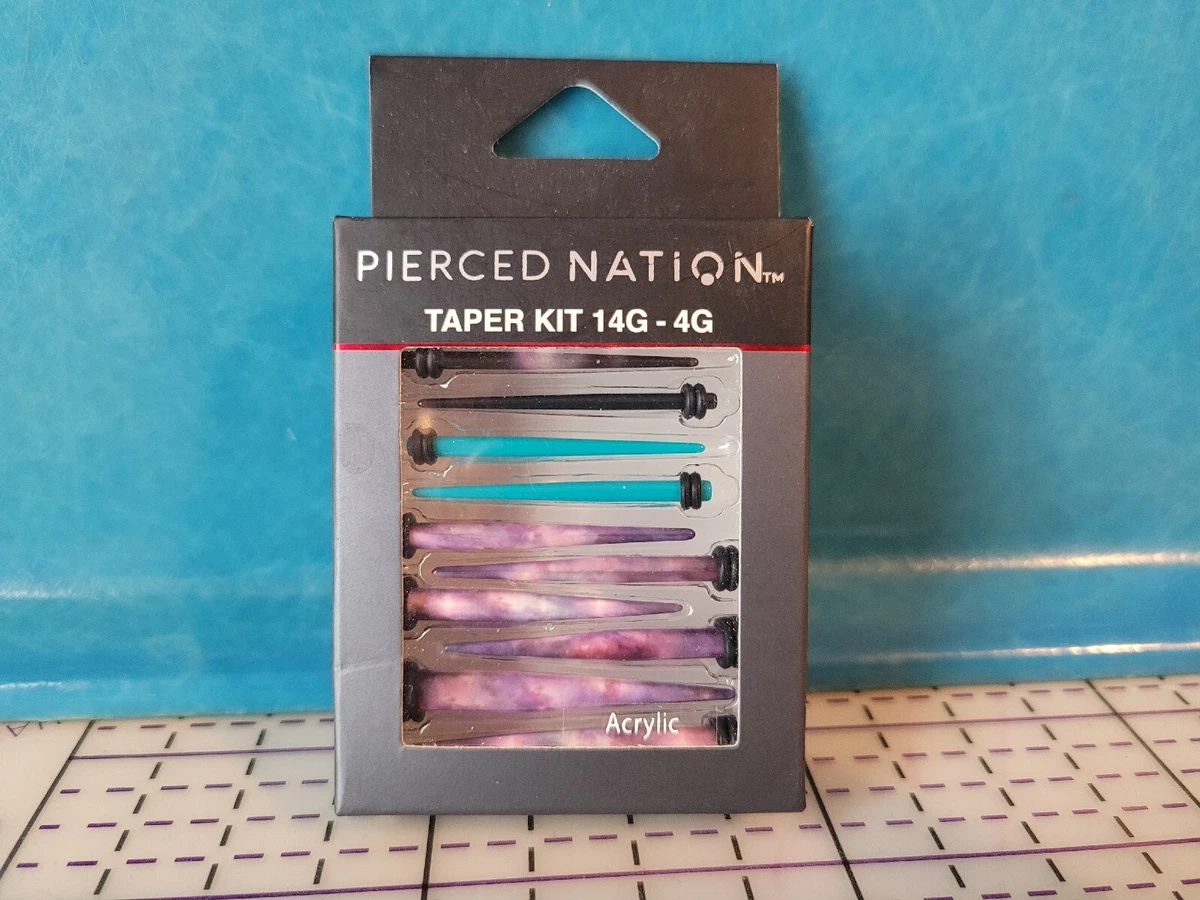 PIERCED NATION™
TAPER KIT 14G - 4G
Acrylic